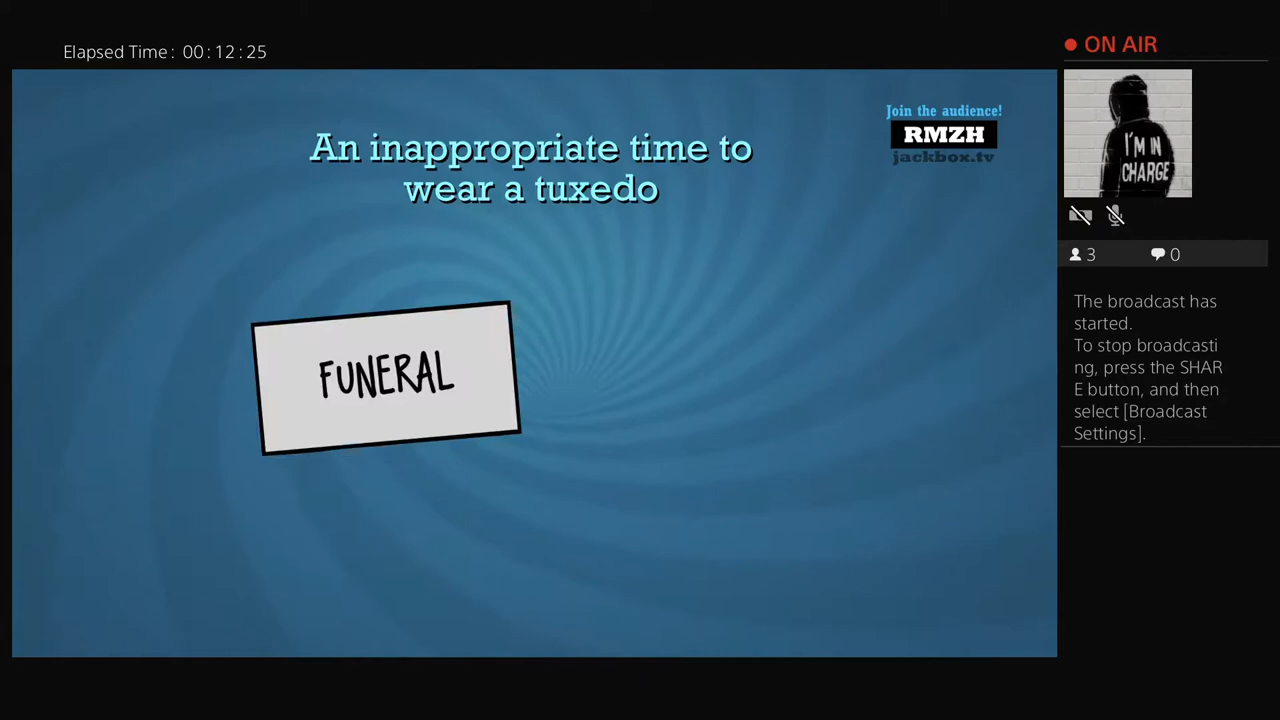 Elapsed Time: 00:12:25
ON AIR
Join the audience!
RMZH
jackbox.tv
An inappropriate time to
wear a tuxedo
FUNERAL
I'M IN
CHARGE
3
0
The broadcast has
started.
To stop broadcasti
ng, press the SHAR
E button, and then
select [Broadcast
Settings].